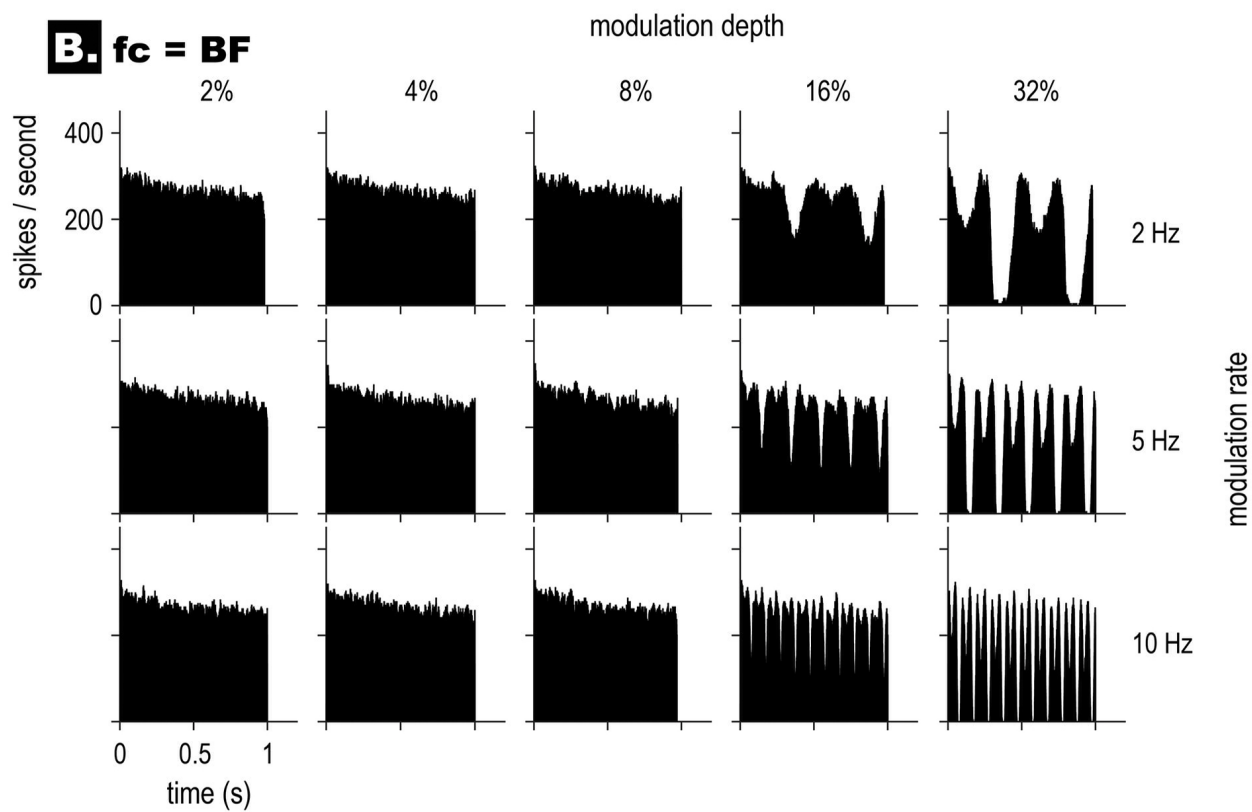 modulation depth
B. fc = BF
2% 4% 8% 16% 32%
spikes / second
400
200
0
2 Hz
5 Hz
10 Hz
modulation rate
0 0.5 1
time (s)